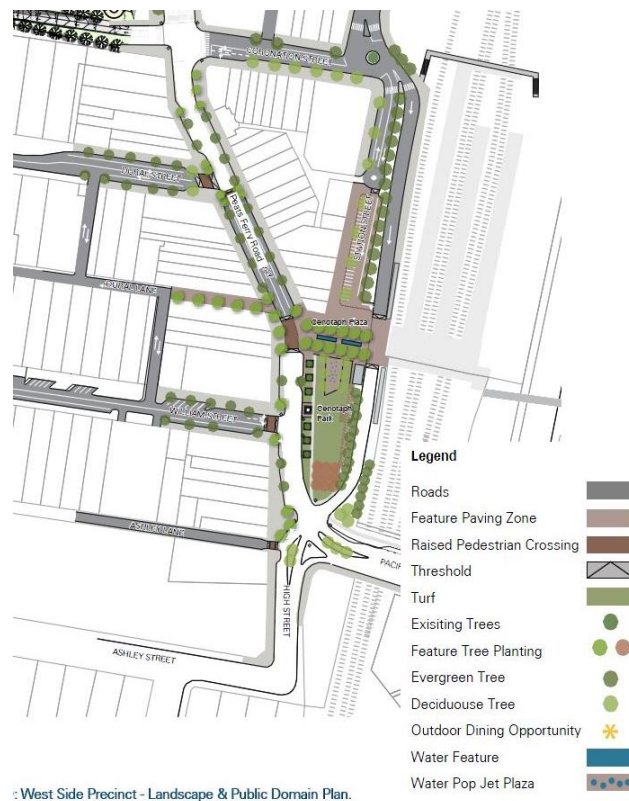 CORONATION STREET
STATION STREET
Peats Ferry Road
Cenotaph Plaza
Cenotaph
Park
WILLIAM STREET
ASHLEY LANE
PACIF
HIGH STREET
ASHLEY STREET
Legend
Roads
Feature Paving Zone
Raised Pedestrian Crossing
Threshold
Turf
Exisiting Trees
Feature Tree Planting
Evergreen Tree
Deciduouse Tree
Outdoor Dining Opportunity
Water Feature
Water Pop Jet Plaza
: West Side Precinct - Landscape & Public Domain Plan.